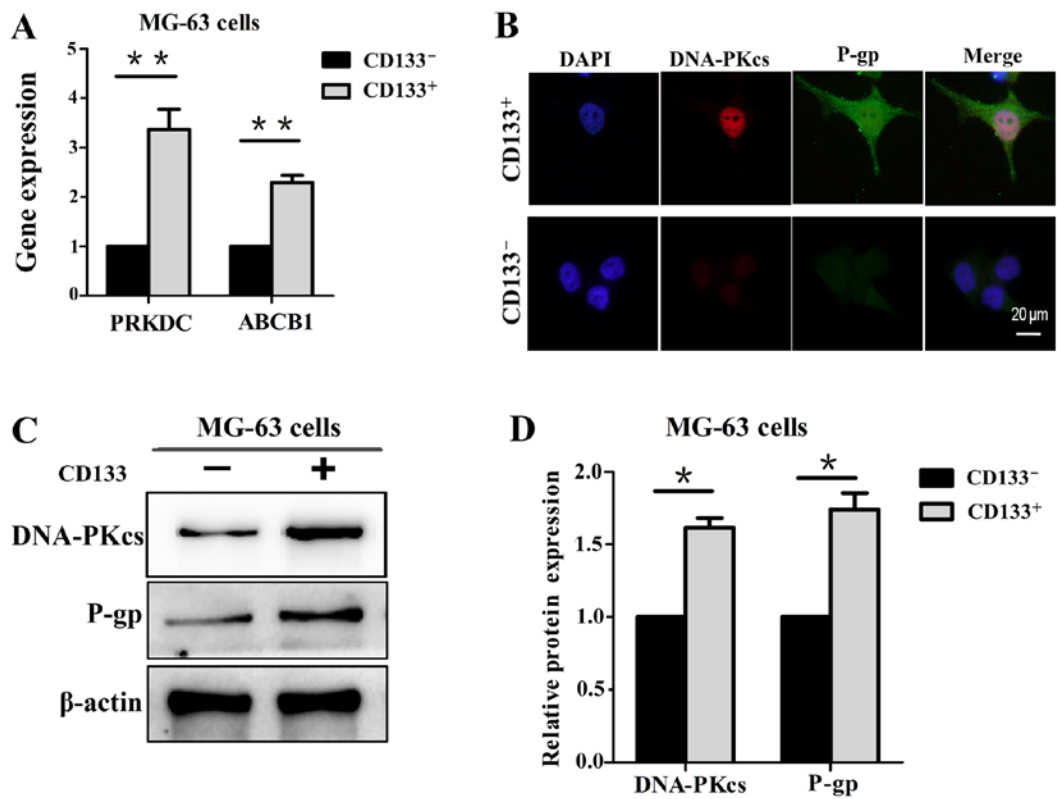 A
MG-63 cells
CD133⁻
CD133⁺
Gene expression
5
4
3
2
1
0
* *
* *
PRKDC
ABCB1
B
DAPI
DNA-PKcs
P-gp
Merge
CD133⁺
CD133⁻
20 μm
C
MG-63 cells
CD133
−
+
DNA-PKcs
P-gp
β-actin
D
MG-63 cells
CD133⁻
CD133⁺
Relative protein expression
2.0
1.5
1.0
0.5
0.0
*
*
DNA-PKcs
P-gp